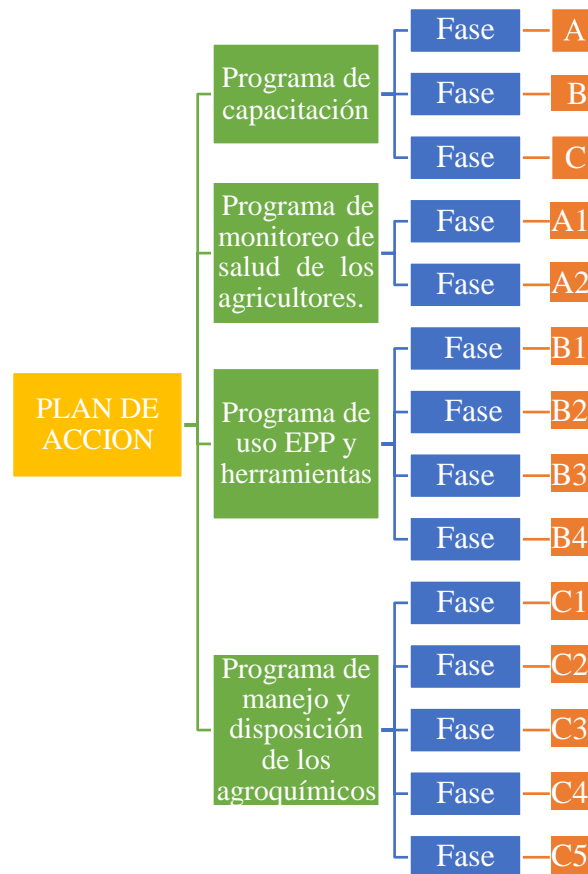 PLAN DE
ACCION
Programa de
capacitación
Fase A
Fase B
Fase C
Programa de
monitoreo de
salud de los
agricultores.
Fase A1
Fase A2
Programa de
uso EPP y
herramientas
Fase B1
Fase B2
Fase B3
Fase B4
Programa de
manejo y
disposición
de los
agroquímicos
Fase C1
Fase C2
Fase C3
Fase C4
Fase C5